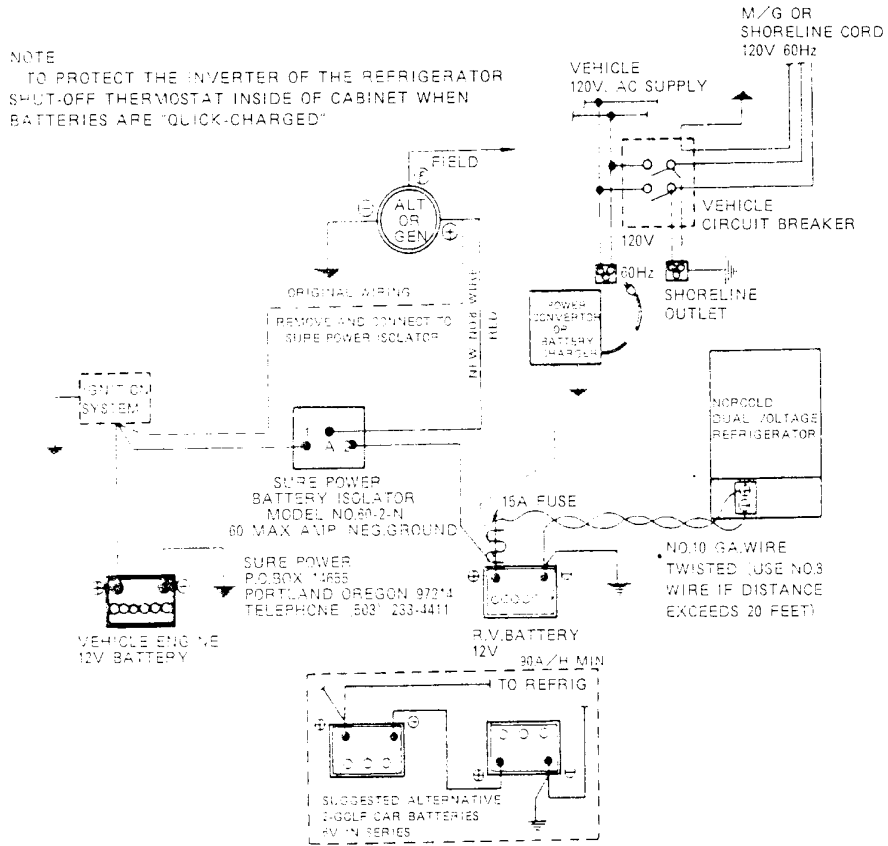 NOTE
TO PROTECT THE INVERTER OF THE REFRIGERATOR
SHUT-OFF THERMOSTAT INSIDE OF CABINET WHEN
BATTERIES ARE "QUICK-CHARGED"
M/G OR
SHORELINE CORD
120V 60Hz
VEHICLE
120V. AC SUPPLY
F
FIELD
ALT
OR
GEN
VEHICLE
CIRCUIT BREAKER
120V
60Hz
SHORELINE
OUTLET
ORIGINAL WIRING
REMOVE AND CONNECT TO
SURE POWER ISOLATOR
NEW NO.8 WIRE
RED
POWER
CONVERTOR
OR
BATTERY
CHARGER
IGNITION
SYSTEM
NORCOLD
DUAL VOLTAGE
REFRIGERATOR
1 A 2
SURE POWER
BATTERY ISOLATOR
MODEL NO.60-2-N
60 MAX AMP NEG.GROUND
15A FUSE
NO.10 GA.WIRE
TWISTED (USE NO.8
WIRE IF DISTANCE
EXCEEDS 20 FEET)
SURE POWER
P.O.BOX
PORTLAND OREGON
TELEPHONE (503) 233-4411
VEHICLE ENGINE
12V BATTERY
R.V.BATTERY
12V
90A/H MIN
TO REFRIG
SUGGESTED ALTERNATIVE
2-GOLF CAR BATTERIES
6V IN SERIES